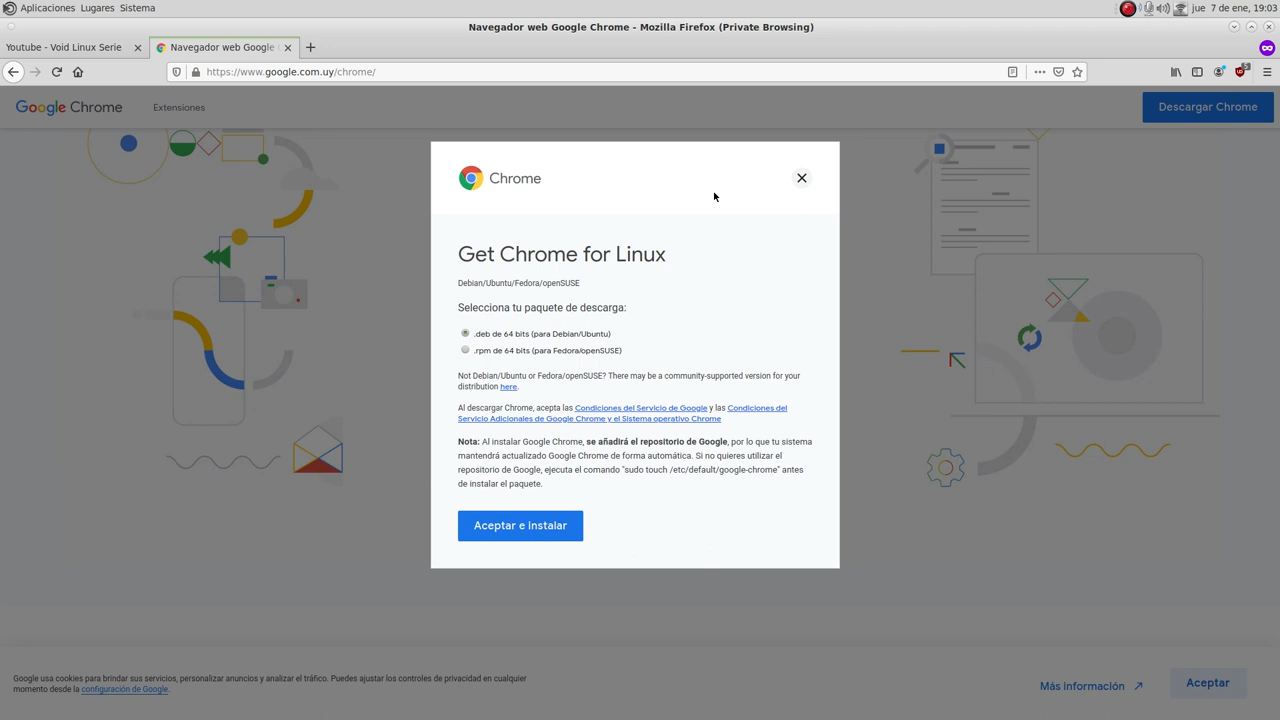 Aplicaciones Lugares Sistema
jue 7 de ene, 19:03
Navegador web Google Chrome - Mozilla Firefox (Private Browsing)
Youtube - Void Linux Serie
Navegador web Google
https://www.google.com.uy/chrome/
5
Google Chrome
Extensiones
Descargar Chrome
Chrome
Get Chrome for Linux
Debian/Ubuntu/Fedora/openSUSE
Selecciona tu paquete de descarga:
.deb de 64 bits (para Debian/Ubuntu)
.rpm de 64 bits (para Fedora/openSUSE)
Not Debian/Ubuntu or Fedora/openSUSE? There may be a community-supported version for your
distribution here.
Al descargar Chrome, acepta las Condiciones del Servicio de Google y las Condiciones del
Servicio Adicionales de Google Chrome y el Sistema operativo Chrome
Nota: Al instalar Google Chrome, se añadirá el repositorio de Google, por lo que tu sistema
mantendrá actualizado Google Chrome de forma automática. Si no quieres utilizar el
repositorio de Google, ejecuta el comando "sudo touch /etc/default/google-chrome" antes
de instalar el paquete.
Aceptar e instalar
Google usa cookies para brindar sus servicios, personalizar anuncios y analizar el tráfico. Puedes ajustar los controles de privacidad en cualquier
momento desde la configuración de Google.
Más información
Aceptar